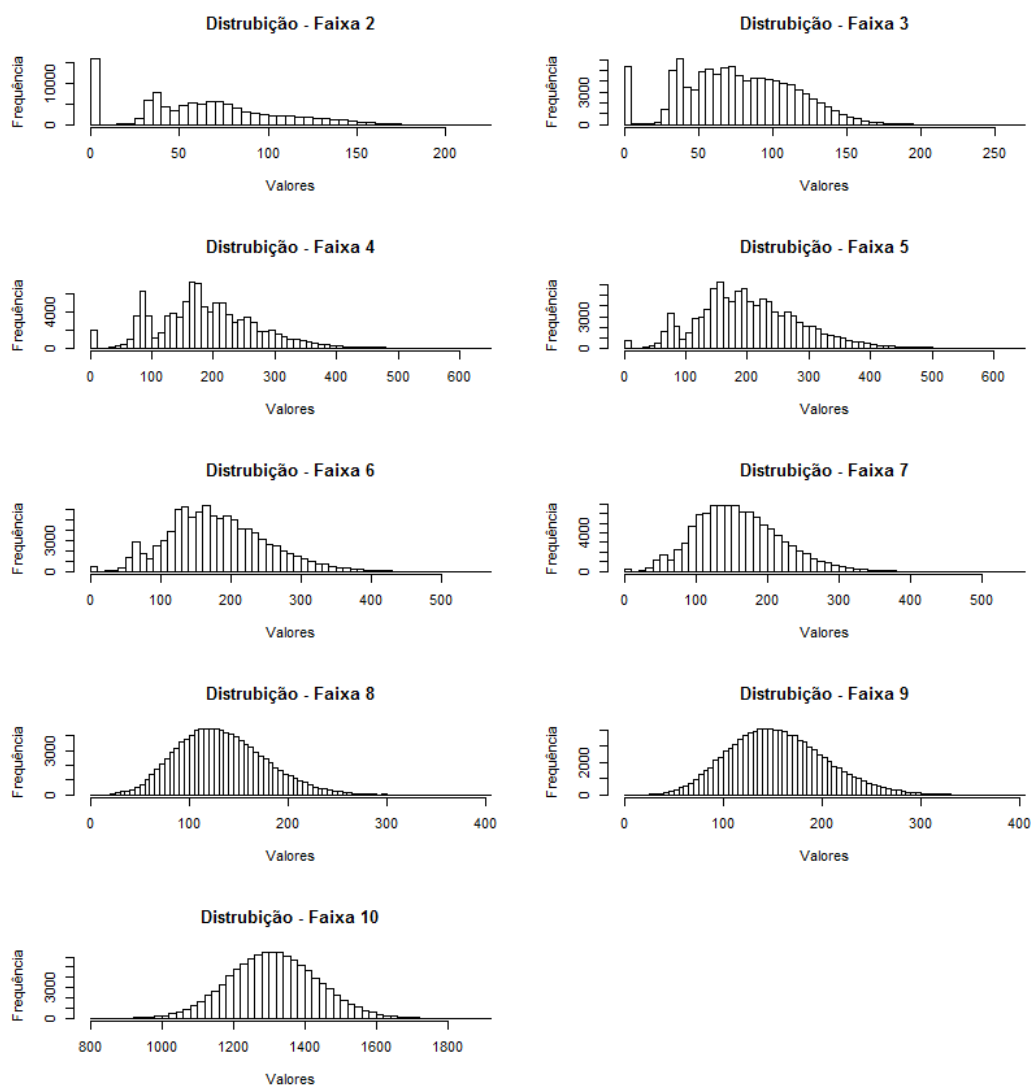 Distrubição - Faixa 2
Frequência
0 10000
0 50 100 150 200
Valores
Distrubição - Faixa 3
Frequência
0 3000
0 50 100 150 200 250
Valores
Distrubição - Faixa 4
Frequência
0 4000
0 100 200 300 400 500 600
Valores
Distrubição - Faixa 5
Frequência
0 3000
0 100 200 300 400 500 600
Valores
Distrubição - Faixa 6
Frequência
0 3000
0 100 200 300 400 500
Valores
Distrubição - Faixa 7
Frequência
0 4000
0 100 200 300 400 500
Valores
Distrubição - Faixa 8
Frequência
0 3000
0 100 200 300 400
Valores
Distrubição - Faixa 9
Frequência
0 2000
0 100 200 300 400
Valores
Distrubição - Faixa 10
Frequência
0 3000
800 1000 1200 1400 1600 1800
Valores